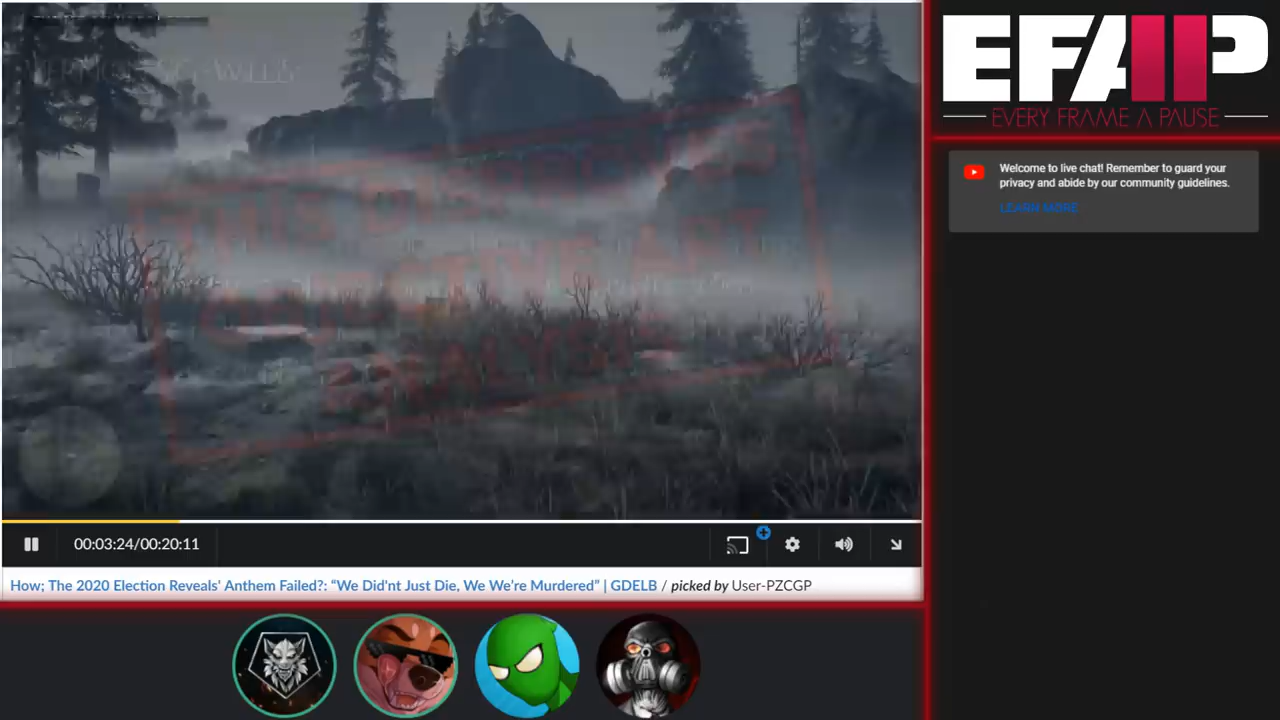 EFAP
EVERY FRAME A PAUSE
Welcome to live chat! Remember to guard your
privacy and abide by our community guidelines.
LEARN MORE
THIS
ANALYSIS
00:03:24/00:20:11
How; The 2020 Election Reveals' Anthem Failed?: “We Did'nt Just Die, We We're Murdered” | GDELB / picked by User-PZCGP